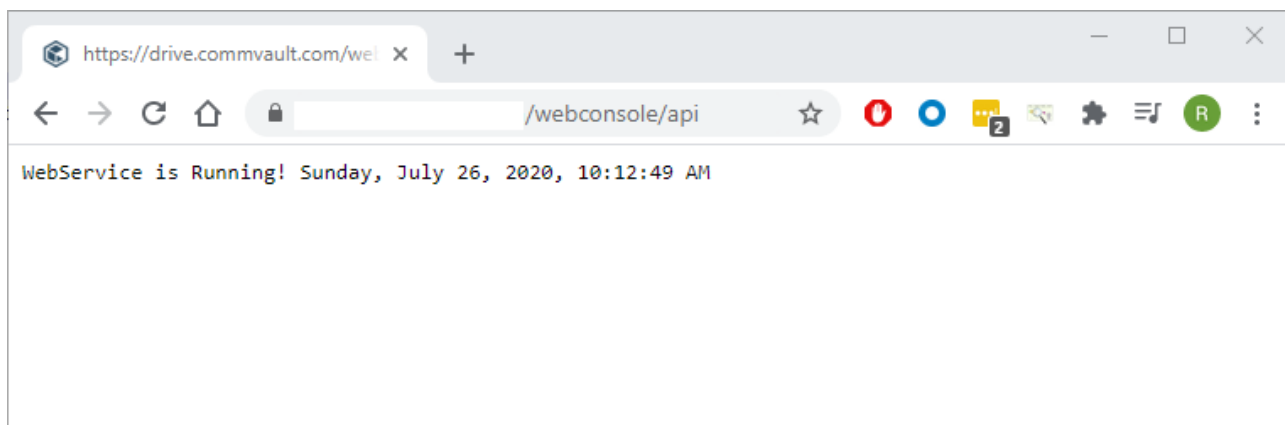 https://drive.commvault.com/we
/webconsole/api
2
R
WebService is Running! Sunday, July 26, 2020, 10:12:49 AM